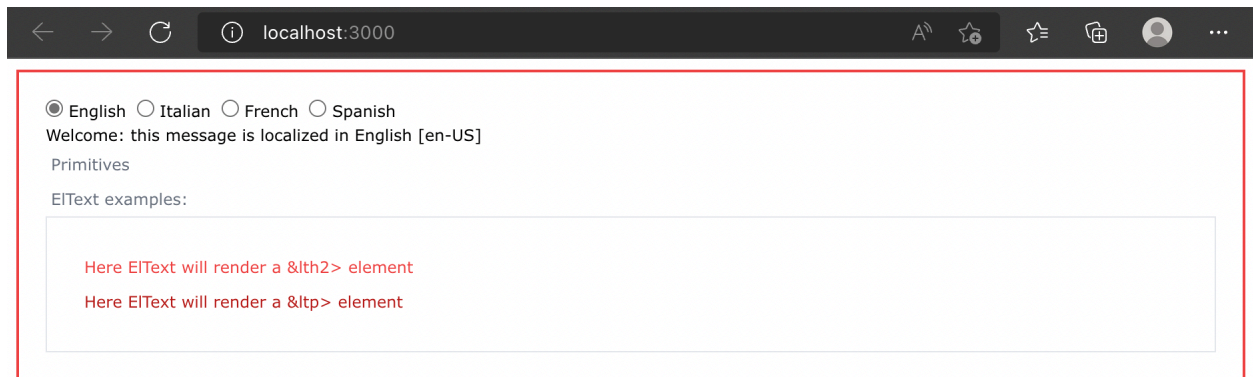 localhost:3000
English Italian French Spanish
Welcome: this message is localized in English [en-US]
Primitives
ElText examples:
Here ElText will render a &lth2> element
Here ElText will render a &ltp> element